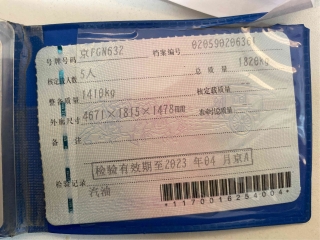 号牌号码 京FGN632 档案编号
核定载人数 5人 总质量 1820kg
整备质量 1410kg 核定载质量
外廓尺寸 4671×1815×1478mm 准牵引总质量
备注
检验有效期至2023年04月京A
检验记录
汽油
*1170016254004*